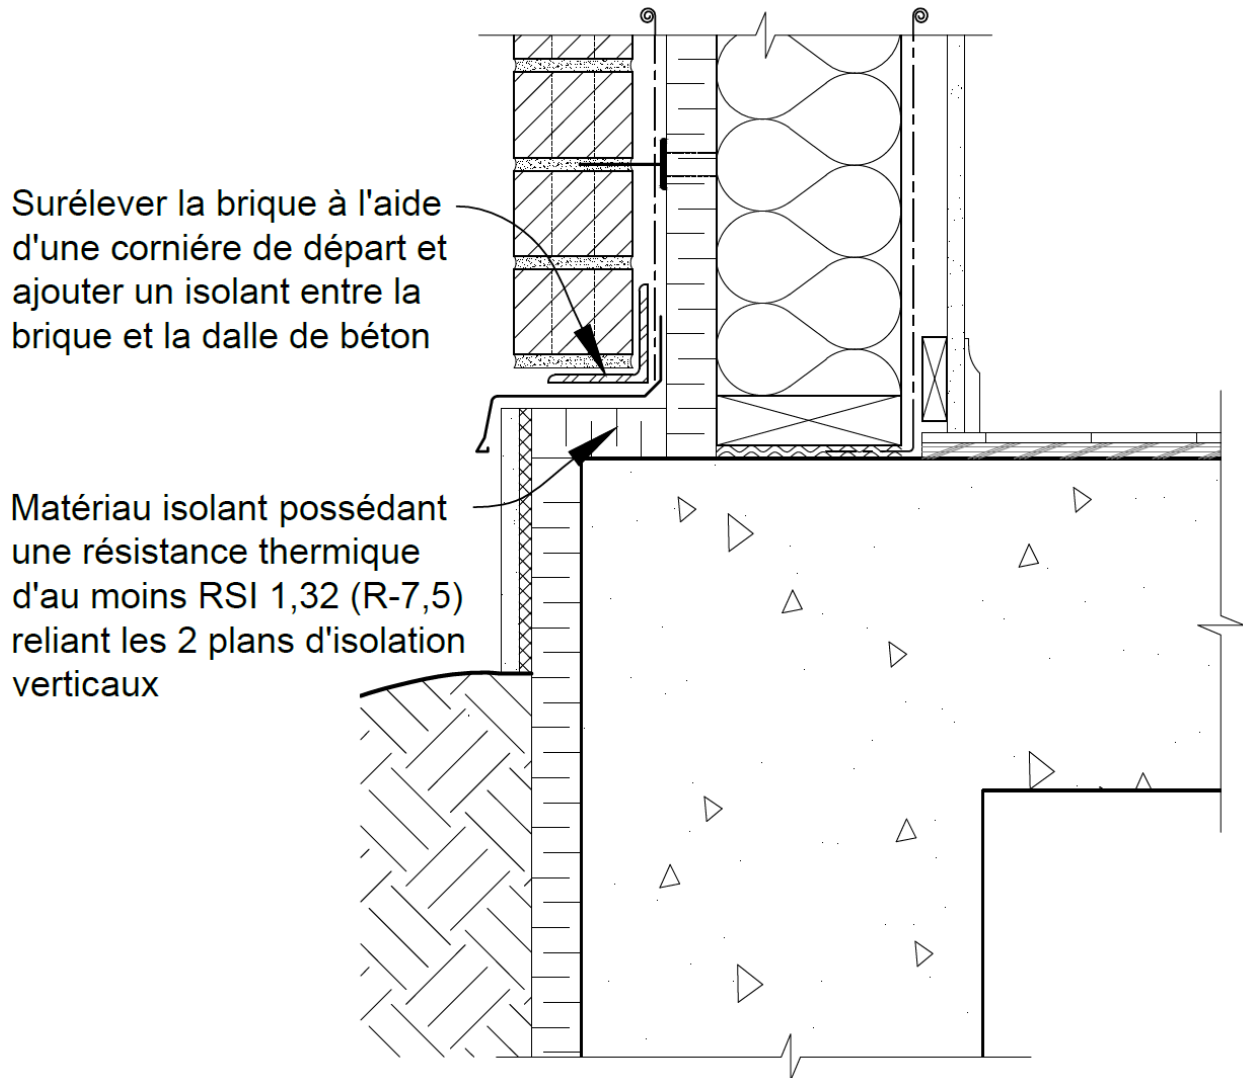 Surélever la brique à l'aide
d'une corniére de départ et
ajouter un isolant entre la
brique et la dalle de béton
Matériau isolant possédant
une résistance thermique
d'au moins RSI 1,32 (R-7,5)
reliant les 2 plans d'isolation
verticaux